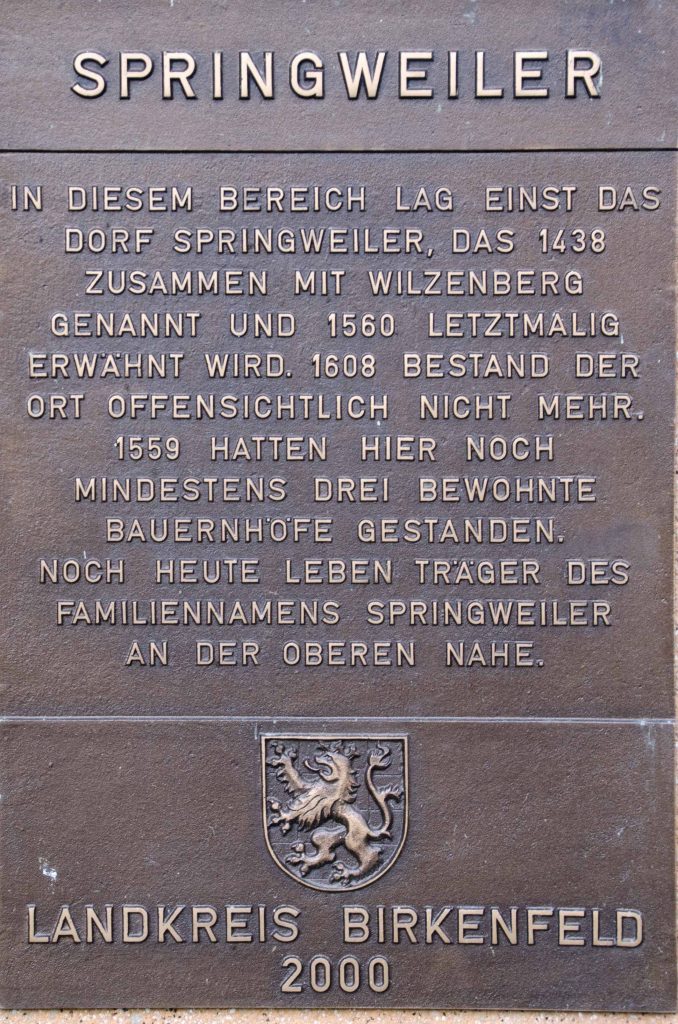 SPRINGWEILER
IN DIESEM BEREICH LAG EINST DAS
DORF SPRINGWEILER, DAS 1438
ZUSAMMEN MIT WILZENBERG
GENANNT UND 1560 LETZTMALIG
ERWÄHNT WIRD. 1608 BESTAND DER
ORT OFFENSICHTLICH NICHT MEHR.
1559 HATTEN HIER NOCH
MINDESTENS DREI BEWOHNTE
BAUERNHÖFE GESTANDEN.
NOCH HEUTE LEBEN TRÄGER DES
FAMILIENNAMENS SPRINGWEILER
AN DER OBEREN NAHE.
LANDKREIS BIRKENFELD
2000